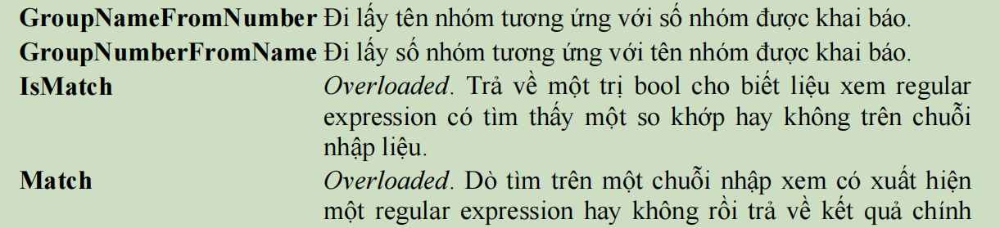 GroupNameFromNumber Đi lấy tên nhóm tương ứng với số nhóm được khai báo.
GroupNumberFromName Đi lấy số nhóm tương ứng với tên nhóm được khai báo.
IsMatch Overloaded. Trả về một trị bool cho biết liệu xem regular
expression có tìm thấy một so khớp hay không trên chuỗi
nhập liệu.
Match Overloaded. Dò tìm trên một chuỗi nhập xem có xuất hiện
một regular expression hay không rồi trả về kết quả chính